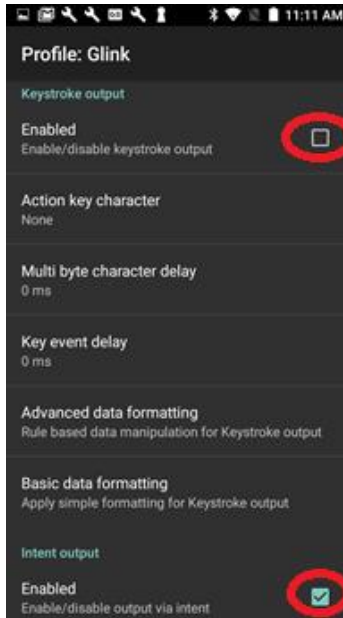 11:11 AM
Profile: Glink
Keystroke output
Enabled
Enable/disable keystroke output
Action key character
None
Multi byte character delay
0 ms
Key event delay
0 ms
Advanced data formatting
Rule based data manipulation for Keystroke output
Basic data formatting
Apply simple formatting for Keystroke output
Intent output
Enabled
Enable/disable output via intent